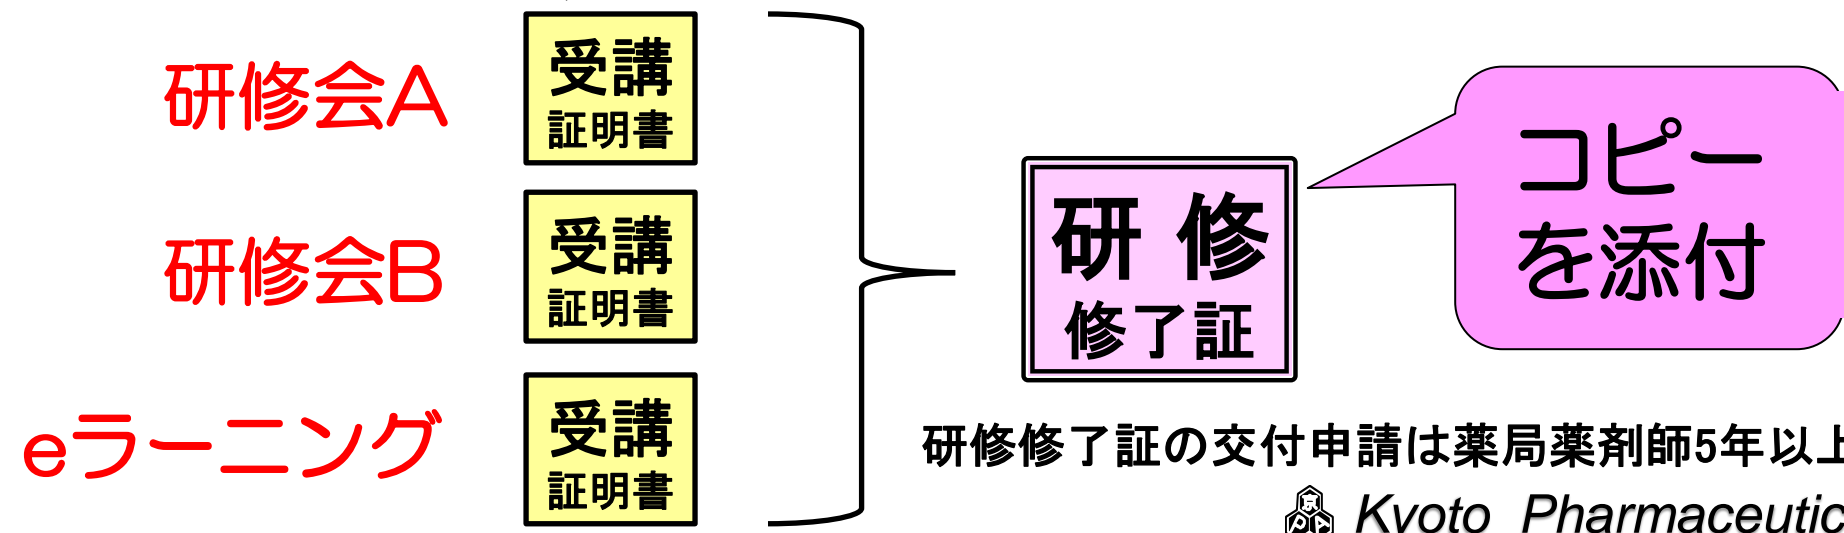 研修会A
受講
証明書
研修会B
受講
証明書
eラーニング
受講
証明書
研 修
修了証
コピー
を添付
研修修了証の交付申請は薬局薬剤師5年以上
Kyoto Pharmaceutic